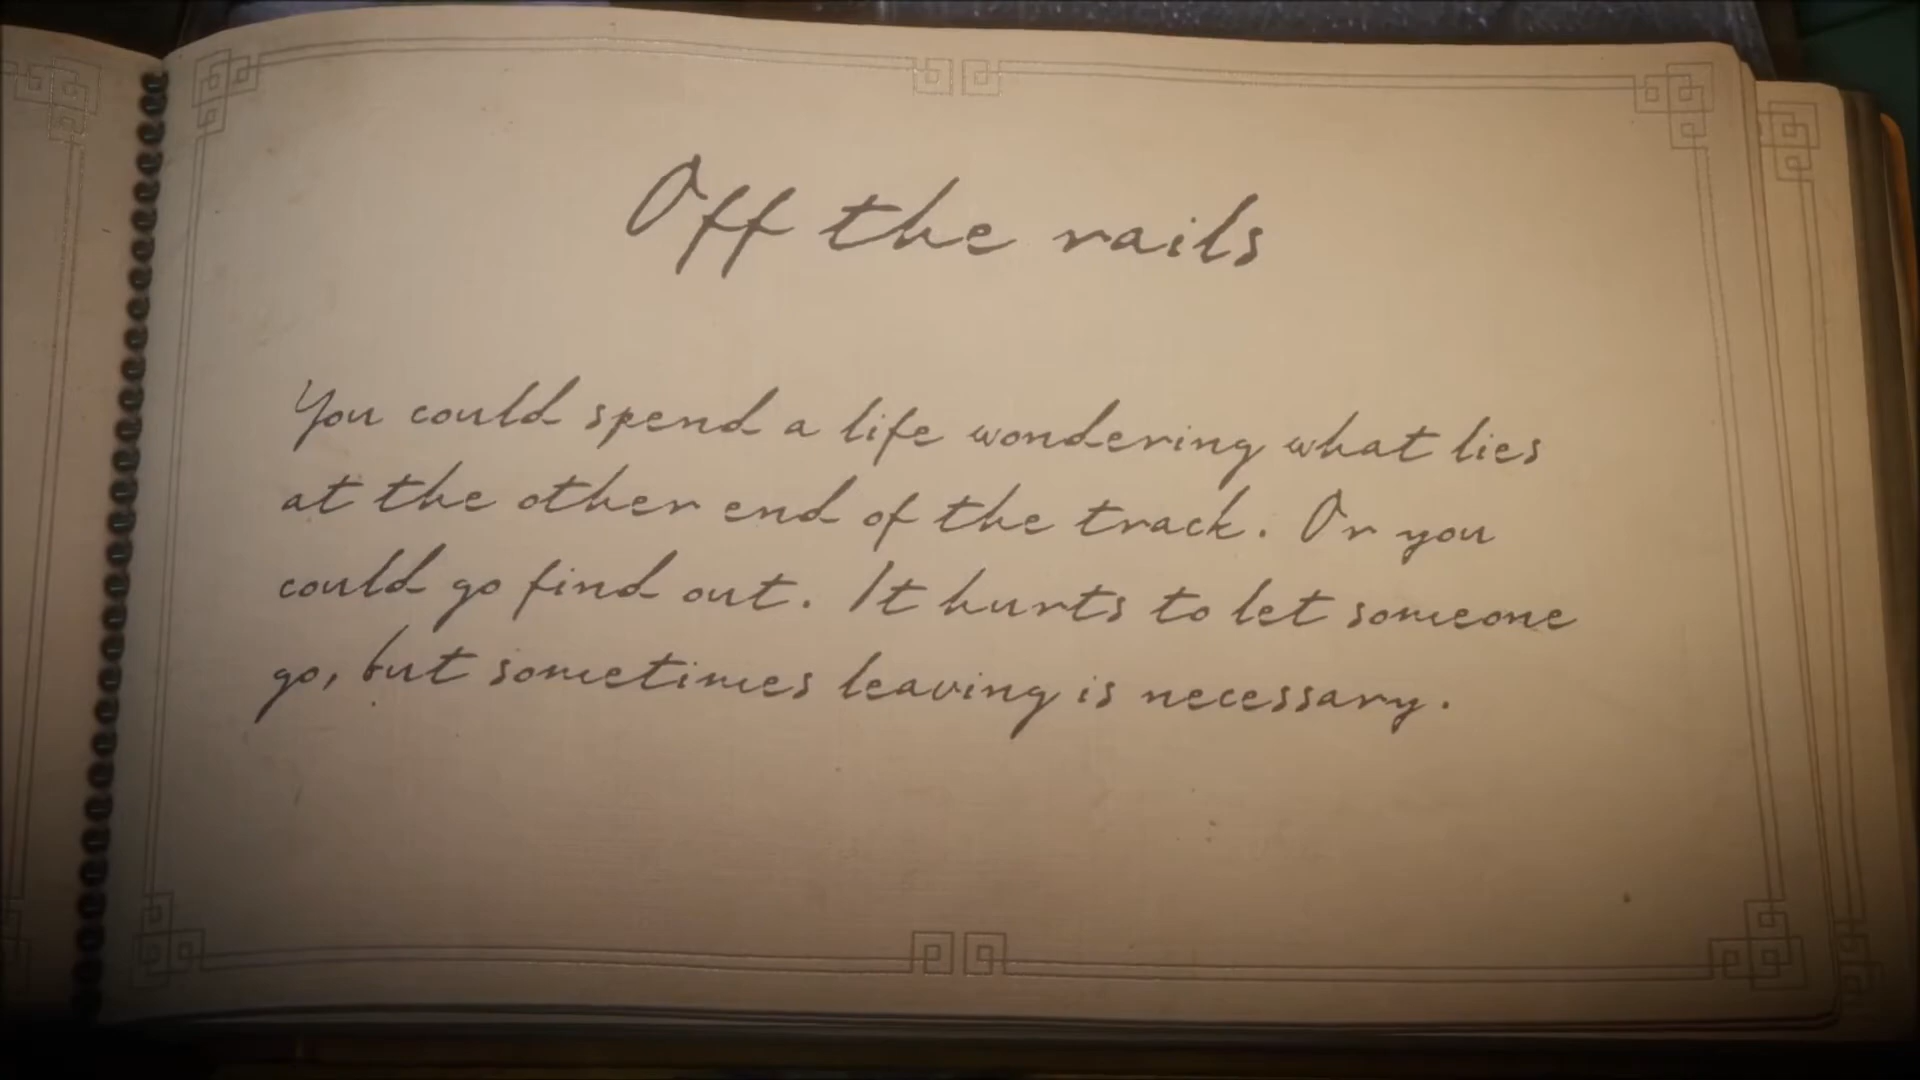 Off the rails
You could spend a life wondering what lies
at the other end of the track. Or you
could go find out. It hurts to let someone
go, but sometimes leaving is necessary.